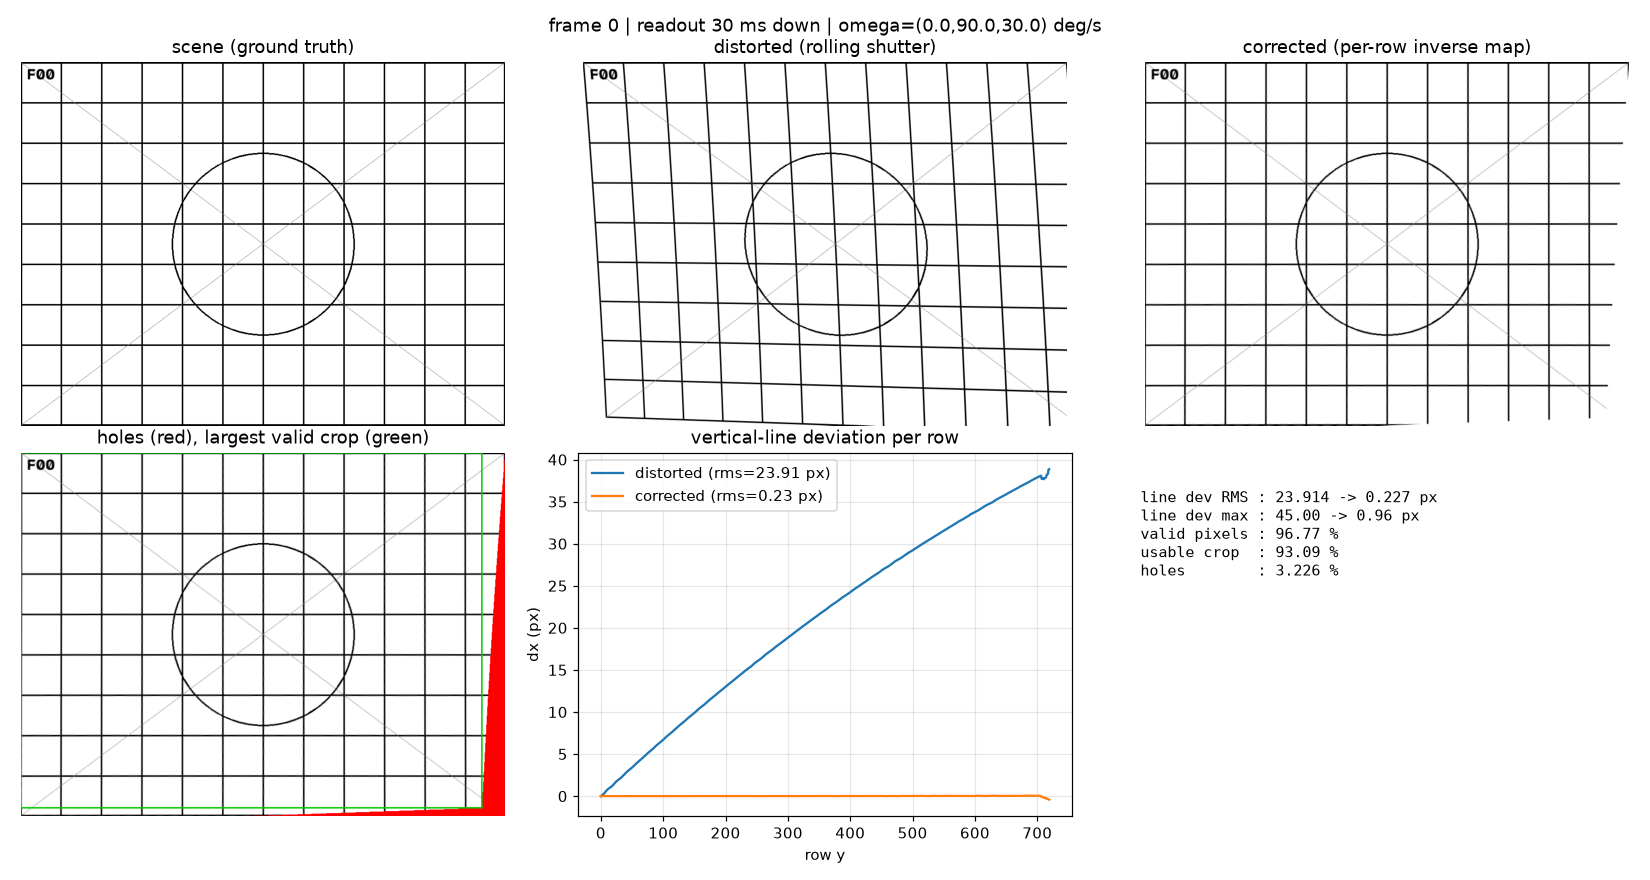 frame 0 | readout 30 ms down | omega=(0.0,90.0,30.0) deg/s
scene (ground truth)
distorted (rolling shutter)
corrected (per-row inverse map)
F00
F00
F00
holes (red), largest valid crop (green)
vertical-line deviation per row
F00
distorted (rms=23.91 px)
corrected (rms=0.23 px)
40
35
30
25
20
15
10
5
0
dx (px)
0 100 200 300 400 500 600 700
row y
line dev RMS : 23.914 -> 0.227 px
line dev max : 45.00 -> 0.96 px
valid pixels : 96.77 %
usable crop : 93.09 %
holes : 3.226 %